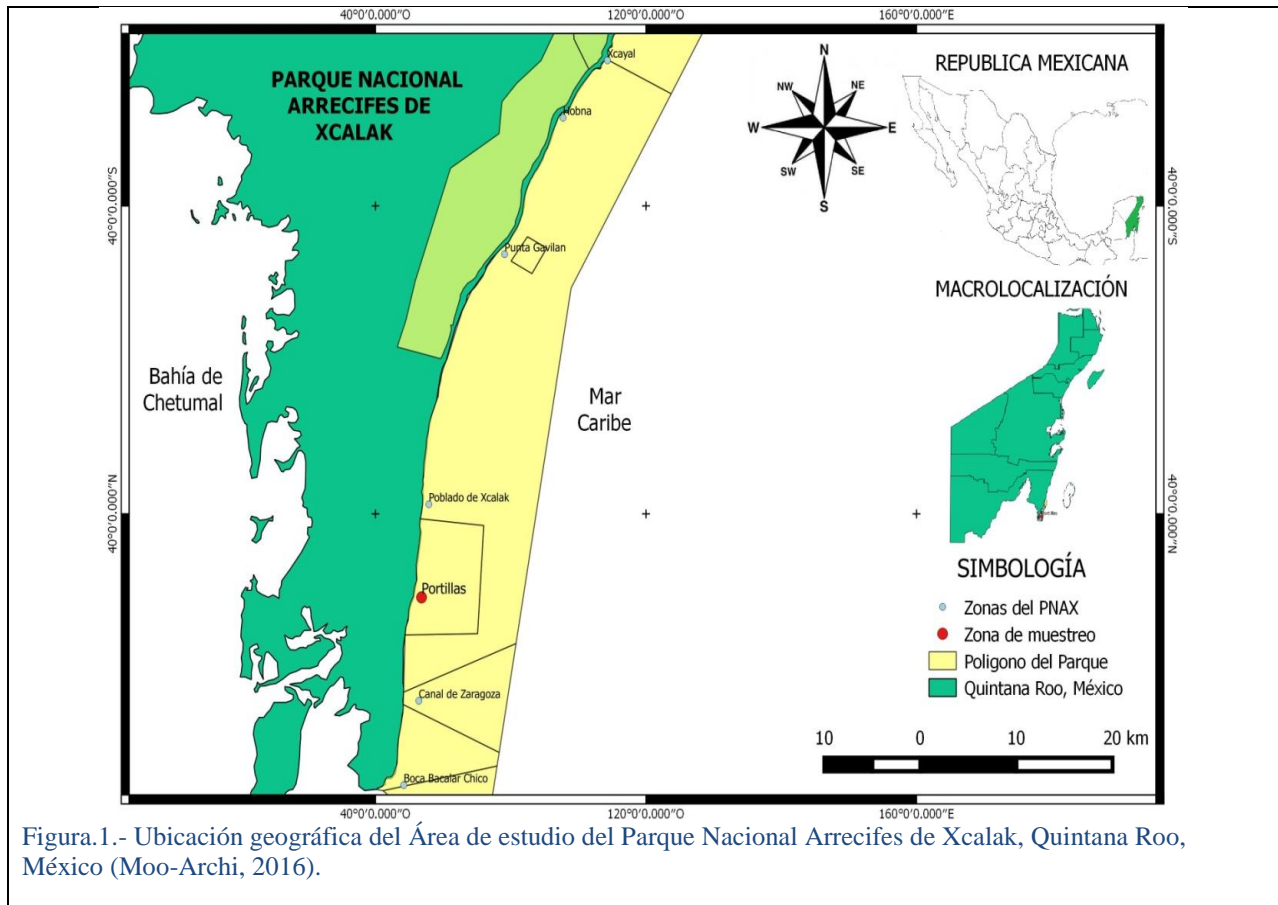 40°0'0.000"E
120°0'0.000"E
160°0'0.000"E
PARQUE NACIONAL
ARRECIFES DE
XCALAK
Xcayal
Hobna
Punta Gavilan
Poblado de Xcalak
Portillas
Canal de Zaragoza
Boca Bacalar Chico
Bahía de
Chetumal
Mar
Caribe
N
NW
NE
W
E
SW
SE
S
REPUBLICA MEXICANA
MACROLOCALIZACIÓN
SIMBOLOGÍA
Zonas del PNAX
Zona de muestreo
Poligono del Parque
Quintana Roo, México
10 0 10 20 km
40°0'0.000"S
40°0'0.000"N
40°0'0.000"S
40°0'0.000"N
40°0'0.000"E
120°0'0.000"E
160°0'0.000"E
Figura.1.- Ubicación geográfica del Área de estudio del Parque Nacional Arrecifes de Xcalak, Quintana Roo,
México (Moo-Archi, 2016).